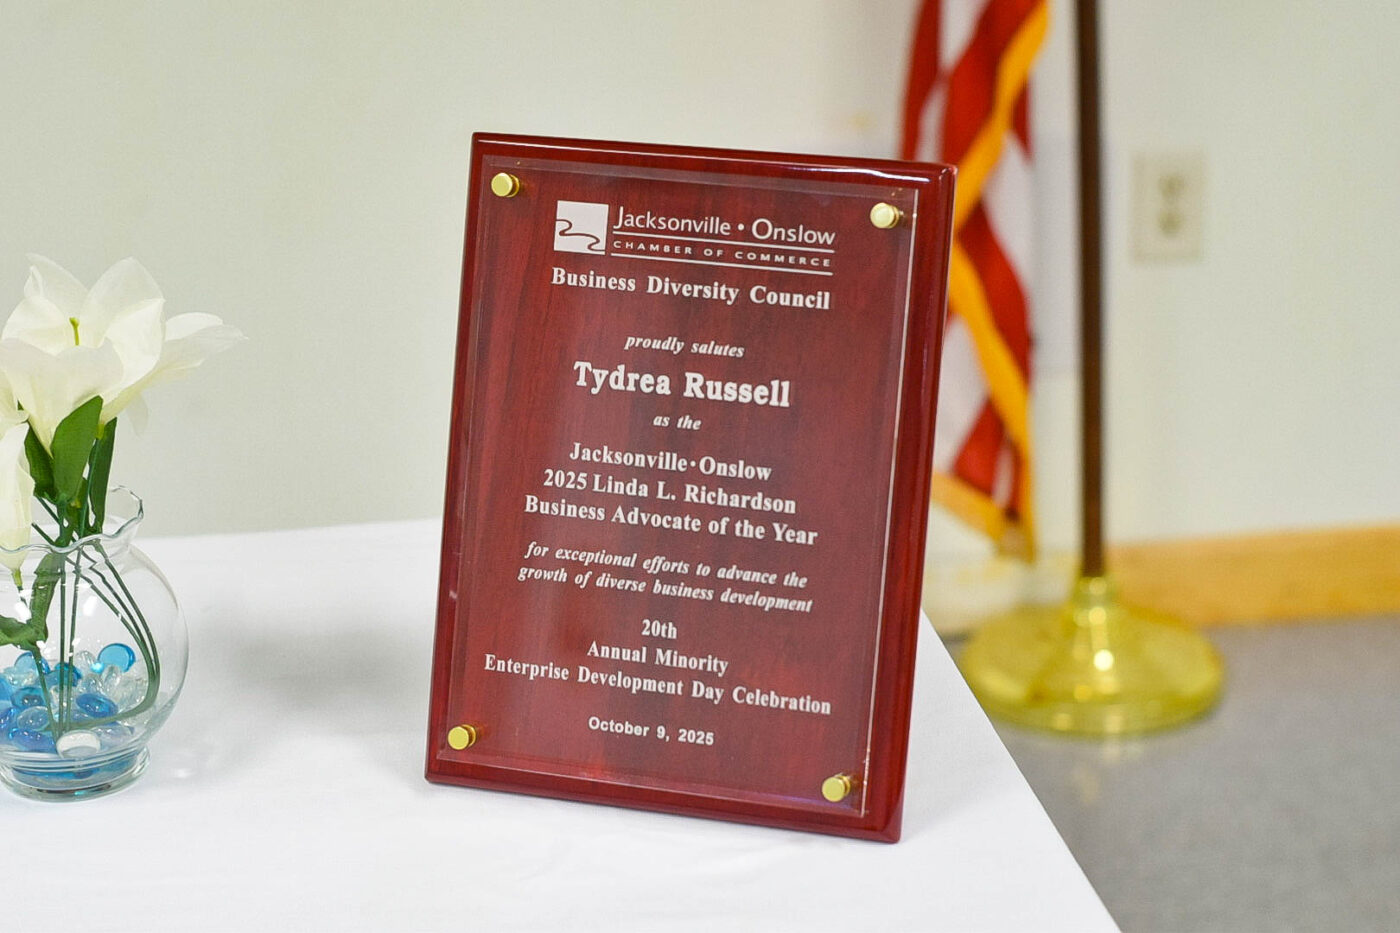 Jacksonville • Onslow
CHAMBER OF COMMERCE
Business Diversity Council
proudly salutes
Tydrea Russell
as the
Jacksonville • Onslow
2025 Linda L. Richardson
Business Advocate of the Year
for exceptional efforts to advance the
growth of diverse business development
20th
Annual Minority
Enterprise Development Day Celebration
October 9, 2025